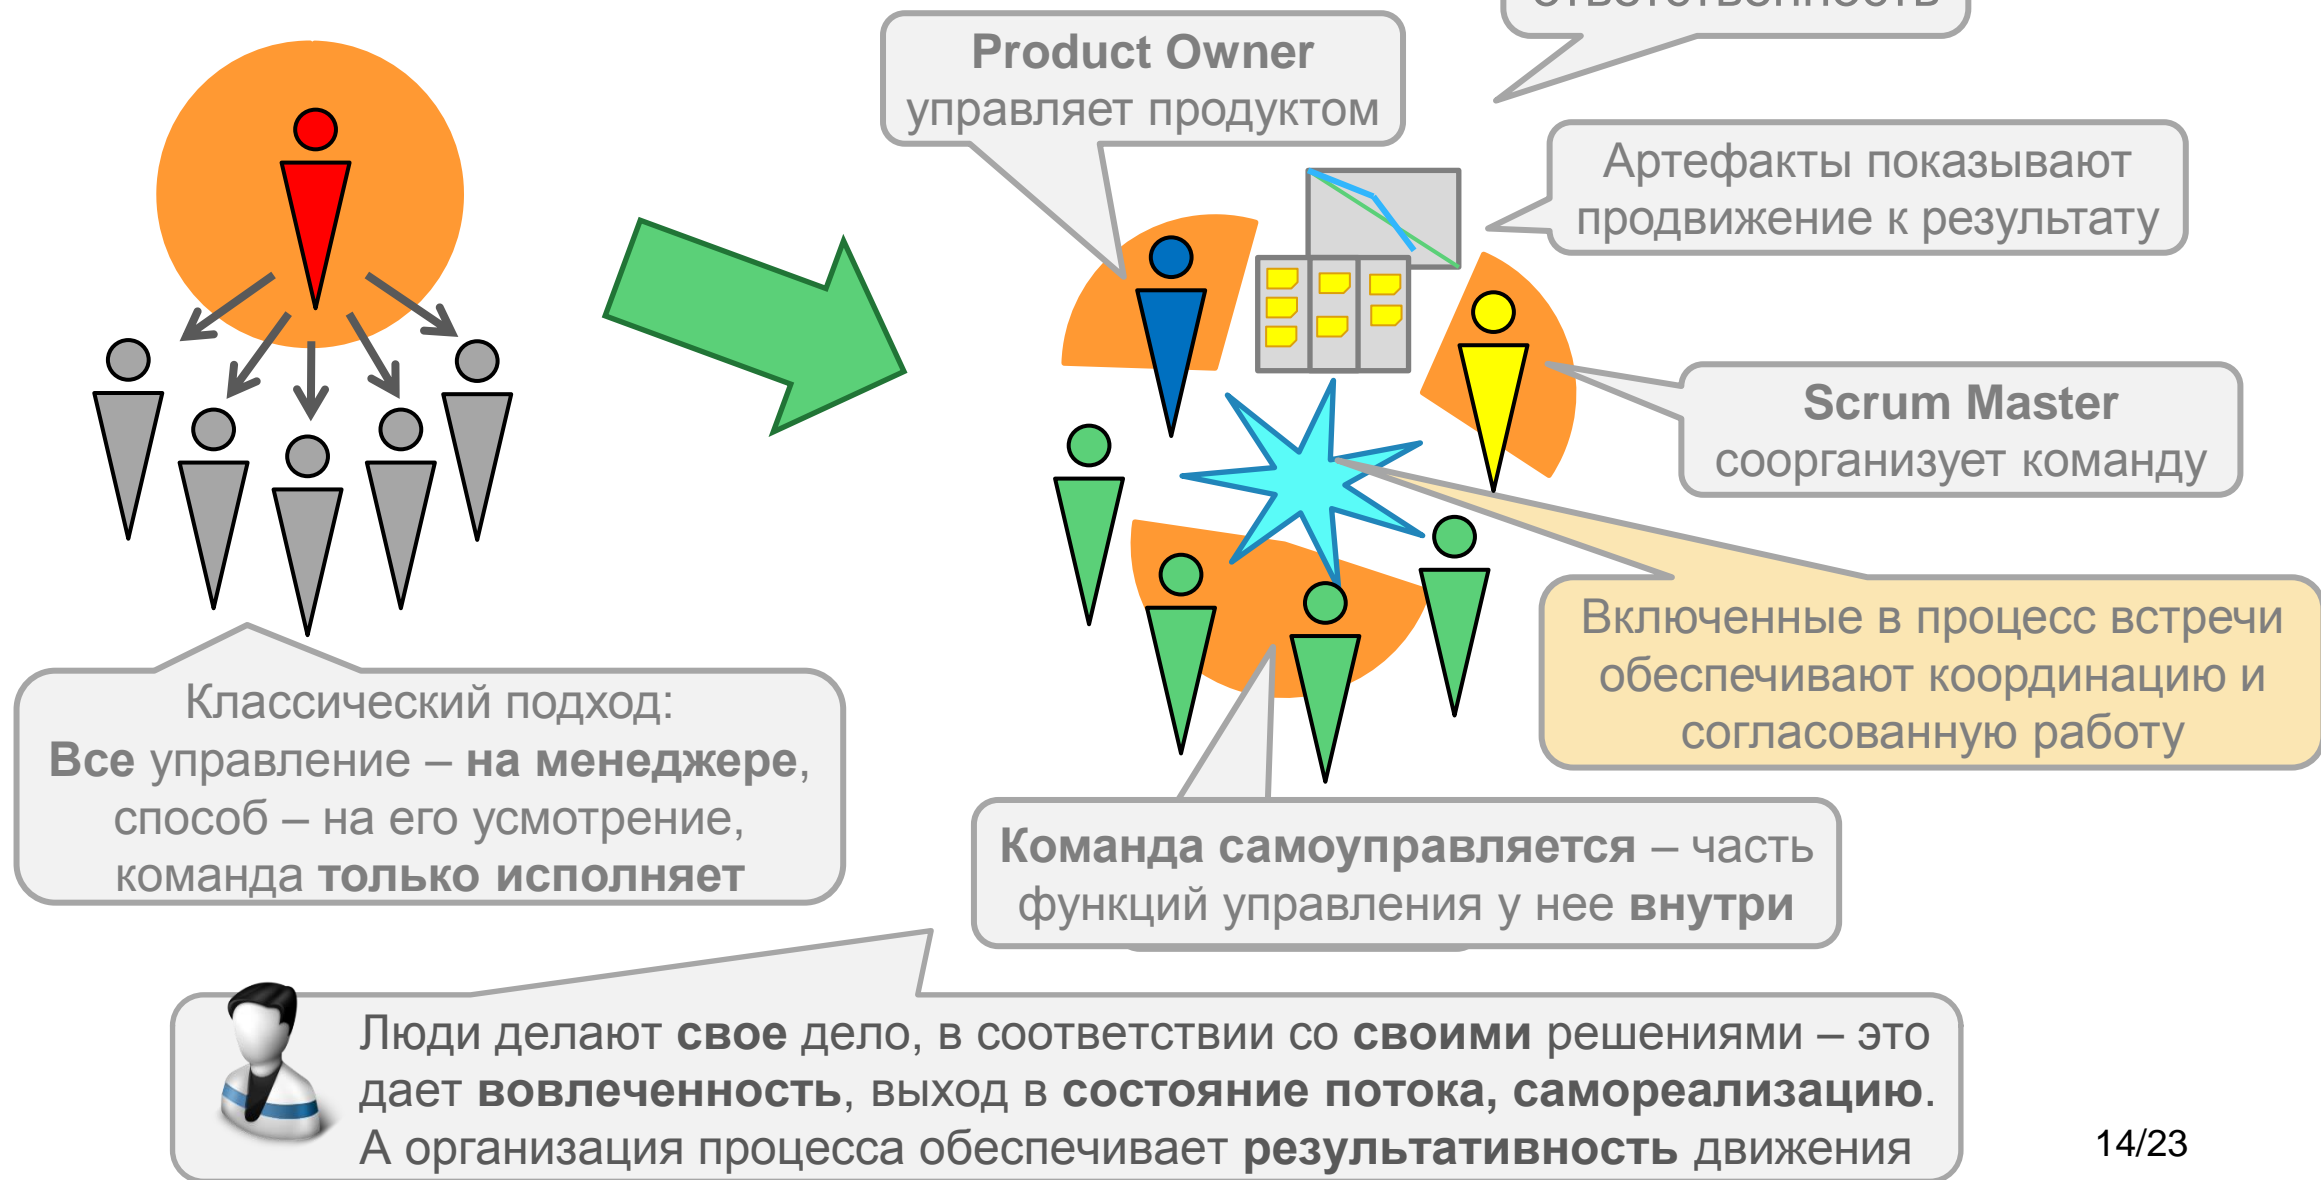 ответственность
Product Owner
управляет продуктом
Артефакты показывают
продвижение к результату
Scrum Master
соорганизует команду
Включенные в процесс встречи
обеспечивают координацию и
согласованную работу
Классический подход:
Все управление – на менеджере,
способ – на его усмотрение,
команда только исполняет
Команда самоуправляется – часть
функций управления у нее внутри
Люди делают свое дело, в соответствии со своими решениями – это
дает вовлеченность, выход в состояние потока, самореализацию.
А организация процесса обеспечивает результативность движения
14/23